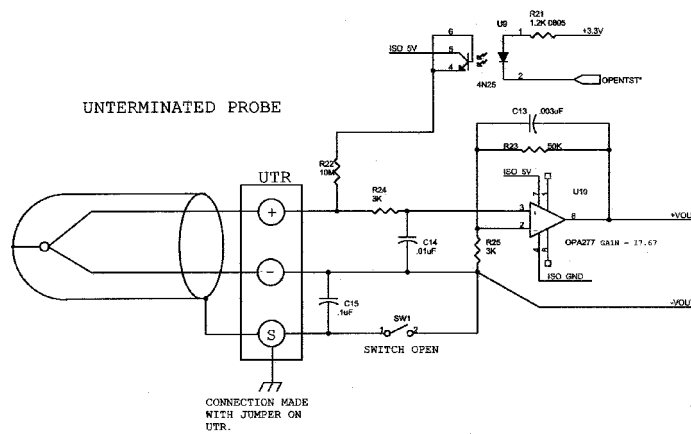 R21
1.2K 0805
U9
1
+3.3V
6
5
4
ISO 5V
4N25
2
OPENTST*
UNTERMINATED PROBE
C13
.003uF
R23
50K
R22
10M
UTR
R24
3K
ISO 5V
7
1
U10
+
3
+
6
+VOUT
2
-
OPA277 GAIN - 17.67
C14
.01uF
R25
3K
4
8
ISO GND
-
C15
.1uF
SW1
1
2
-VOUT
S
SWITCH OPEN
CONNECTION MADE
WITH JUMPER ON
UTR.